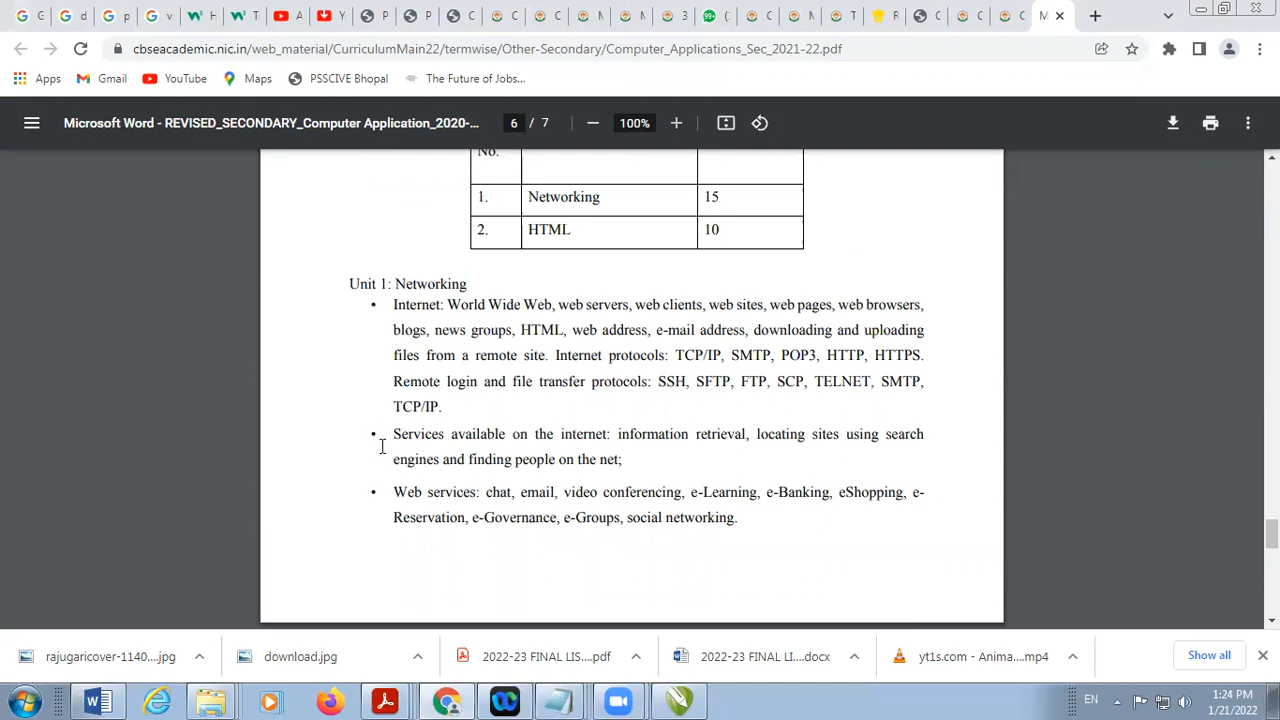 cbseacademic.nic.in/web_material/CurriculumMain22/termwise/Other-Secondary/Computer_Applications_Sec_2021-22.pdf
Apps Gmail YouTube Maps PSSCIVE Bhopal The Future of Jobs...
Microsoft Word - REVISED_SECONDARY_Computer Application_2020-... 6 / 7 100%
No.
1. Networking 15
2. HTML 10
Unit 1: Networking
• Internet: World Wide Web, web servers, web clients, web sites, web pages, web browsers,
blogs, news groups, HTML, web address, e-mail address, downloading and uploading
files from a remote site. Internet protocols: TCP/IP, SMTP, POP3, HTTP, HTTPS.
Remote login and file transfer protocols: SSH, SFTP, FTP, SCP, TELNET, SMTP,
TCP/IP.
• Services available on the internet: information retrieval, locating sites using search
engines and finding people on the net;
• Web services: chat, email, video conferencing, e-Learning, e-Banking, eShopping, e-
Reservation, e-Governance, e-Groups, social networking.
rajugaricover-1140....jpg download.jpg 2022-23 FINAL LIS....pdf 2022-23 FINAL LI....docx yt1s.com - Anima....mp4 Show all
EN 1:24 PM
1/21/2022